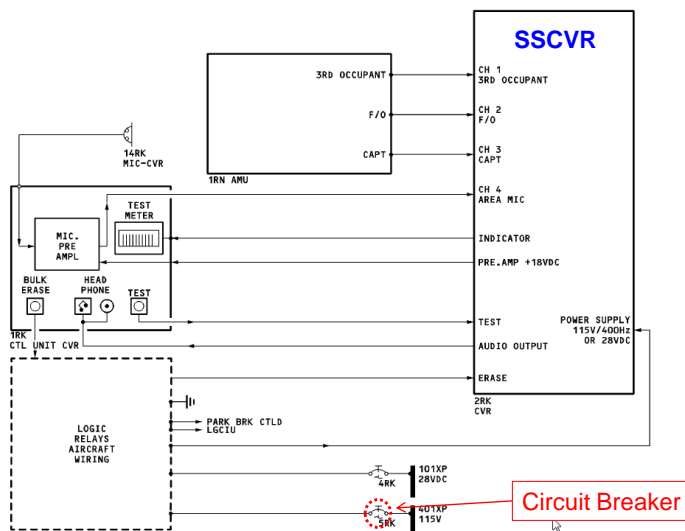 SSCVR
3RD OCCUPANT
F/O
CAPT
1RN AMU
CH 1
3RD OCCUPANT
CH 2
F/O
CH 3
CAPT
CH 4
AREA MIC
INDICATOR
PRE.AMP +18VDC
TEST
AUDIO OUTPUT
ERASE
POWER SUPPLY
115V/400Hz
OR 28VDC
2RK
CVR
14RK
MIC-CVR
MIC.
PRE
AMPL
TEST
METER
BULK
ERASE
HEAD
PHONE
TEST
1RK
CTL UNIT CVR
LOGIC
RELAYS
AIRCRAFT
WIRING
PARK BRK CTLD
LGCIU
4RK
101XP
28VDC
5RK
401XP
115V
Circuit Breaker